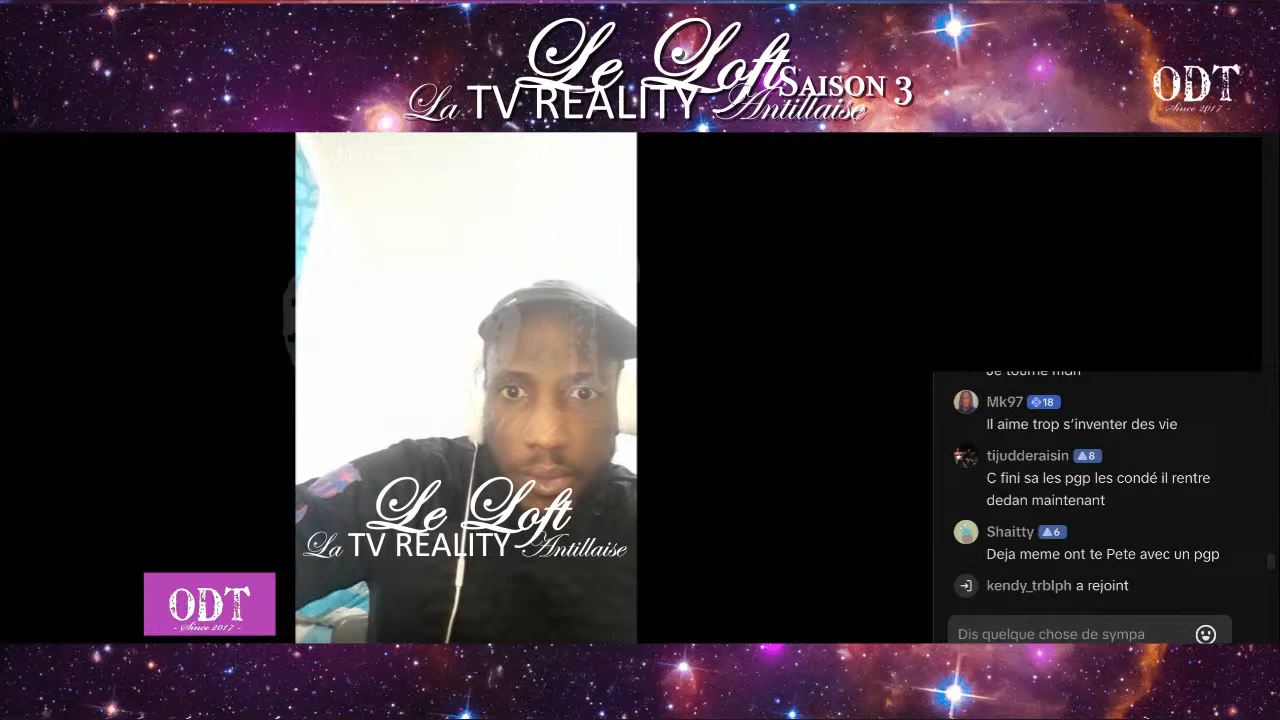 Le Loft
SAISON 3
La TV REALITY Antillaise
ODT
- Since 2017 -
Je tourne mdn
Mk97 18
Il aime trop s’inventer des vie
tijudderaisin 8
C fini sa les pgp les condé il rentre
dedan maintenant
Shaitty 6
Deja meme ont te Pete avec un pgp
kendy_trblph a rejoint
Dis quelque chose de sympa
Le Loft
La TV REALITY Antillaise
ODT
- Since 2017 -